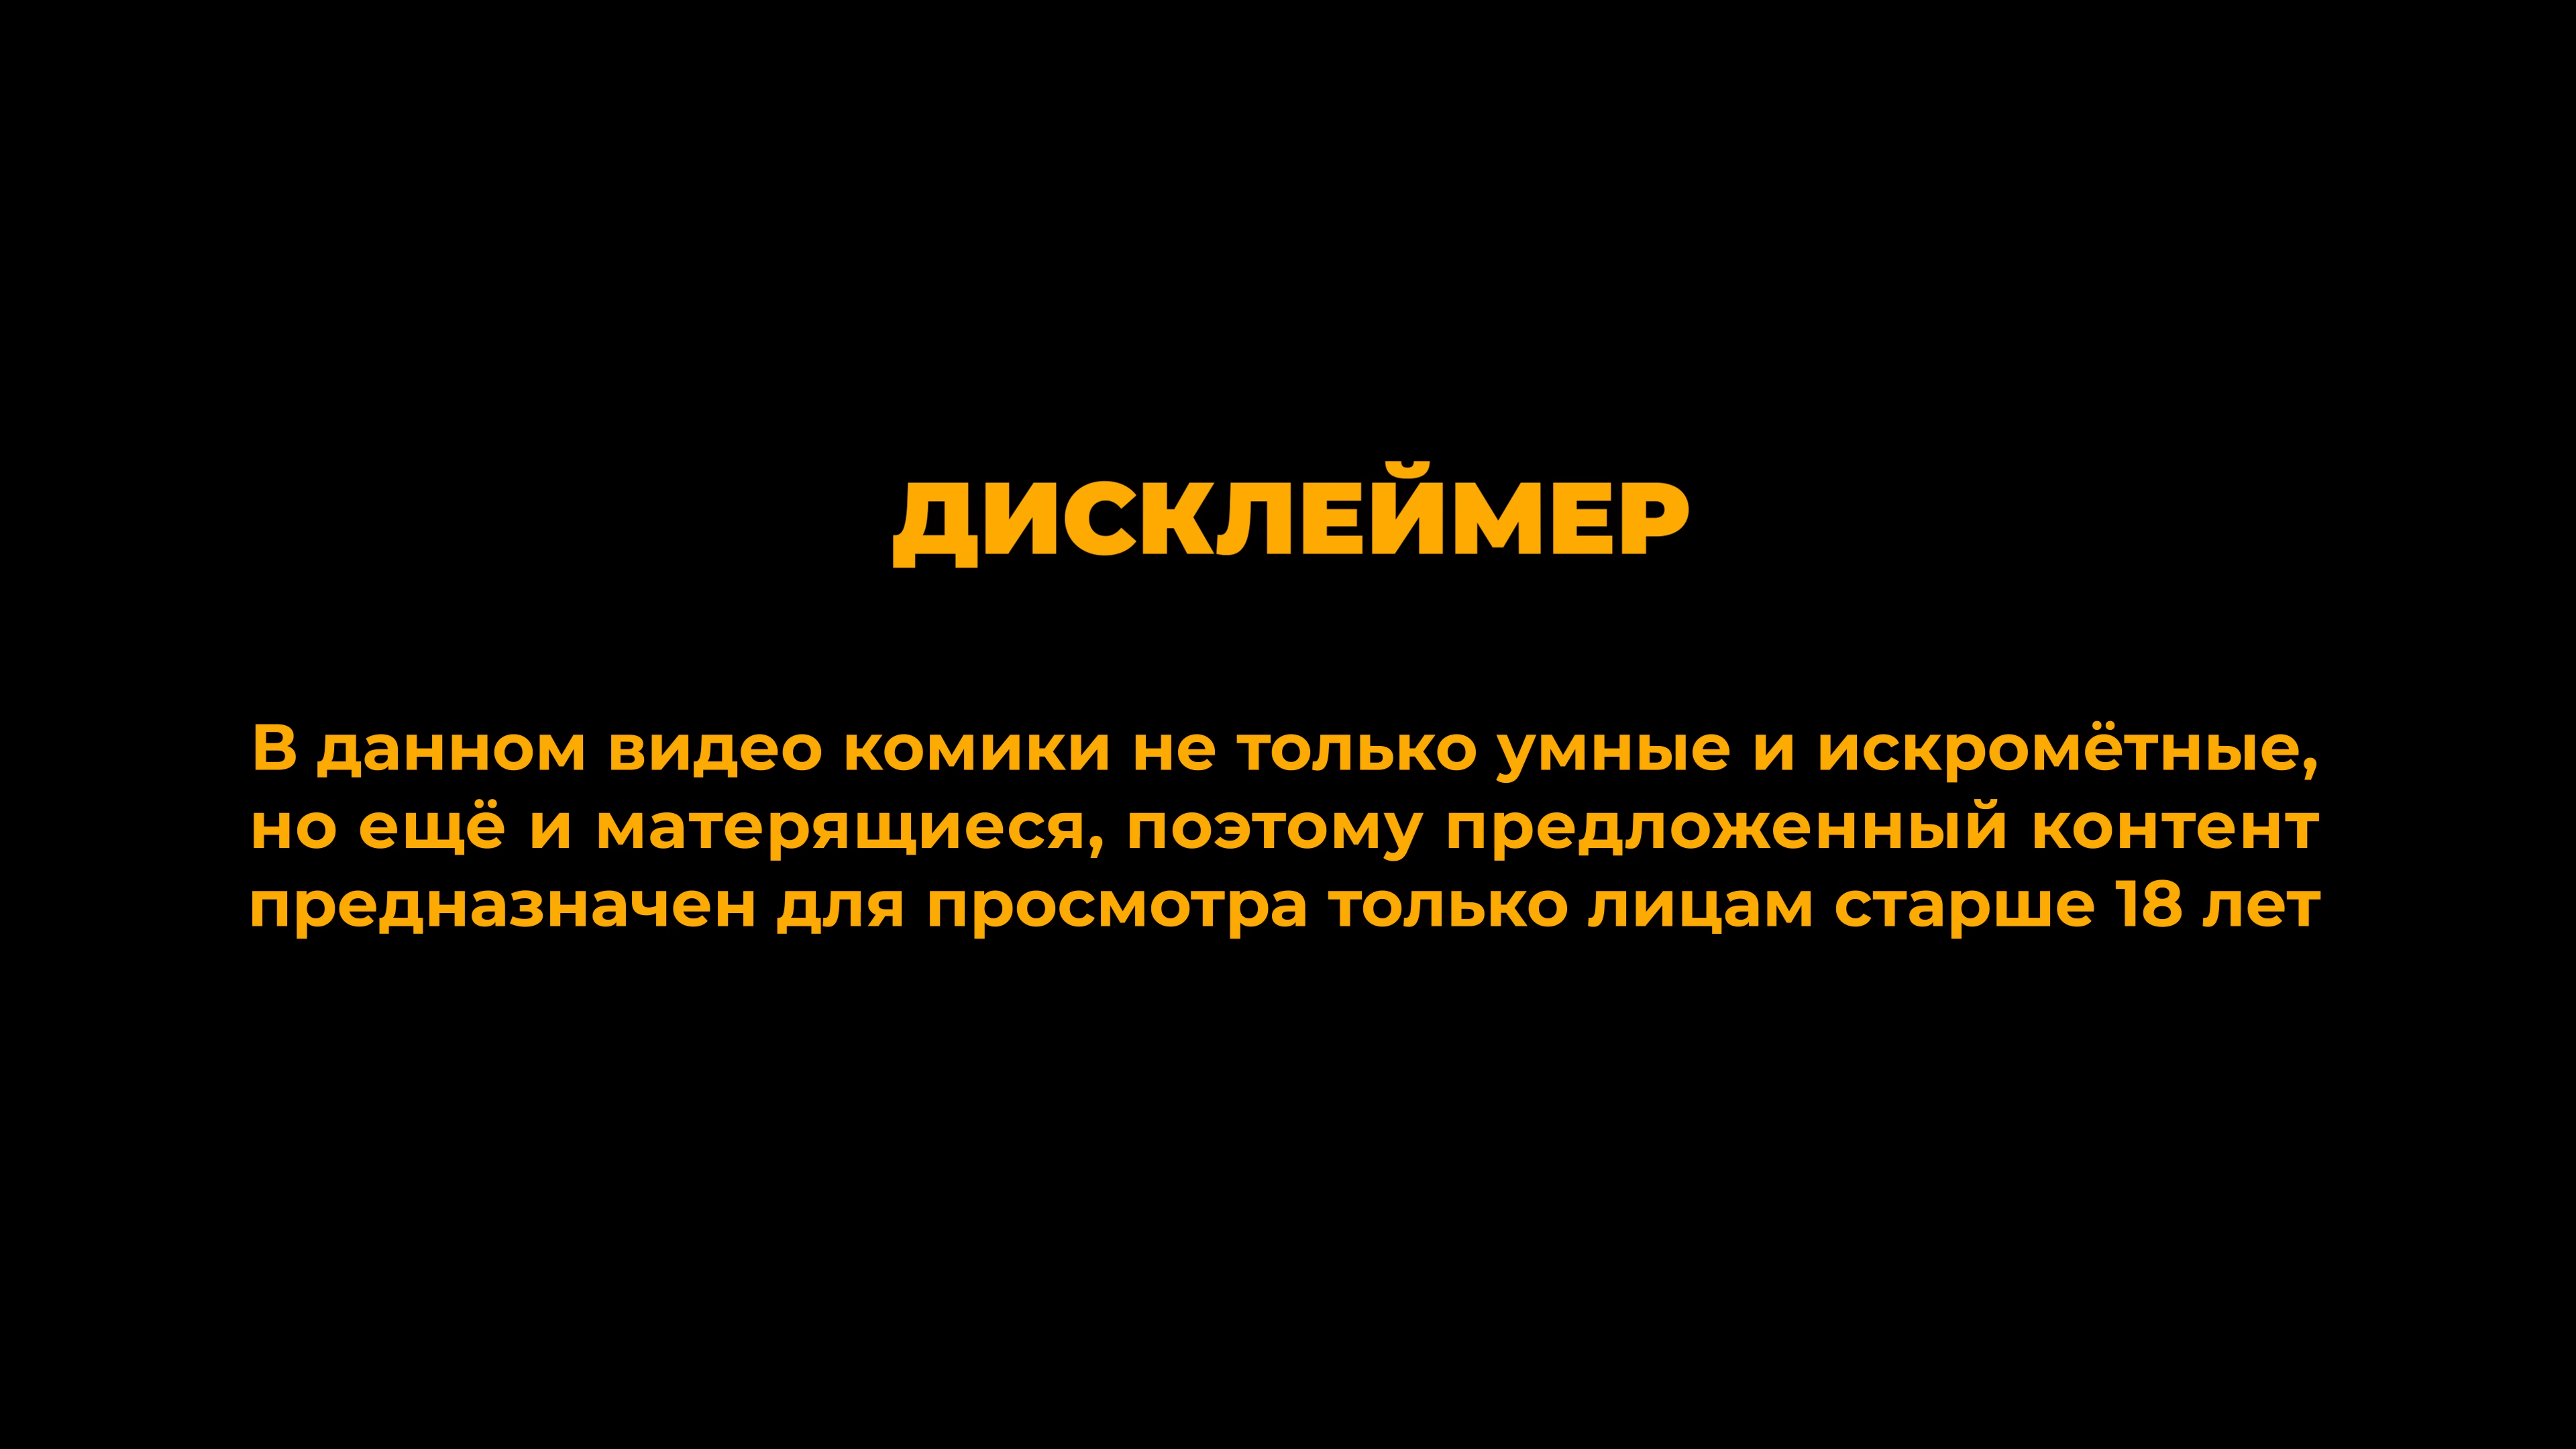 ДИСКЛЕЙМЕР
В данном видео комики не только умные и искромётные,
но ещё и матерящиеся, поэтому предложенный контент
предназначен для просмотра только лицам старше 18 лет